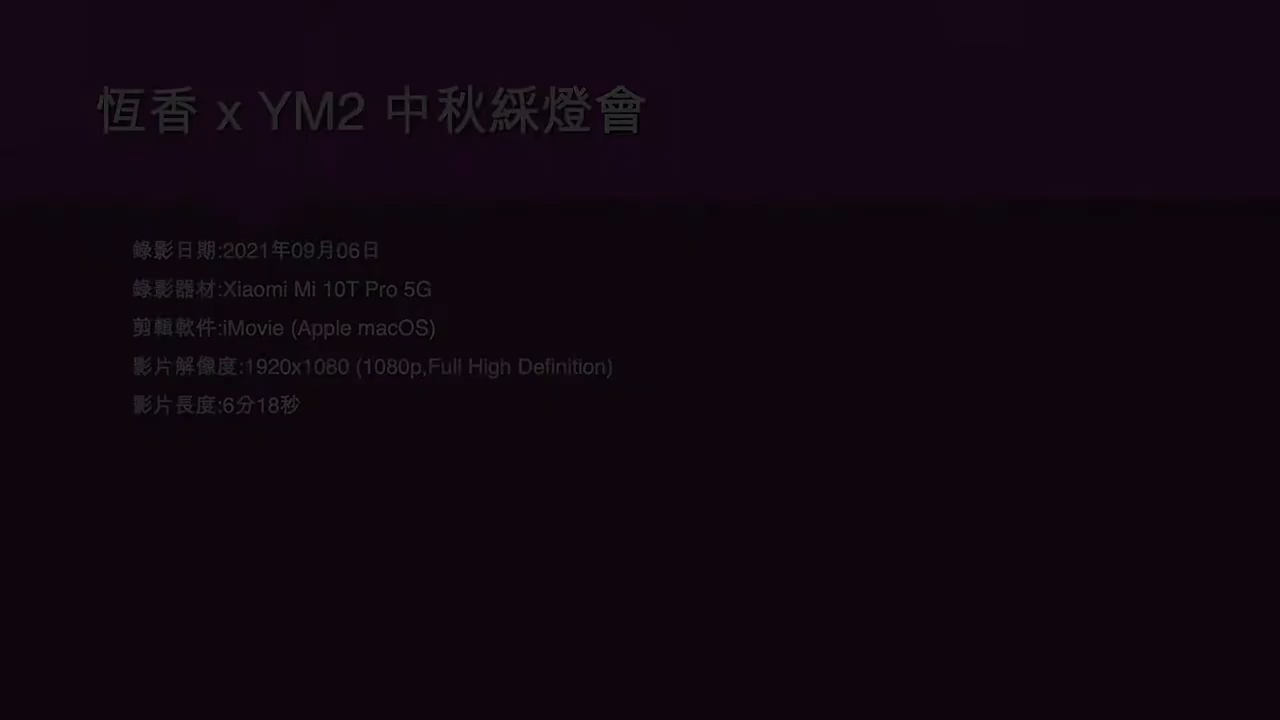 恆香 x YM2 中秋綵燈會
錄影日期:2021年09月06日
錄影器材:Xiaomi Mi 10T Pro 5G
剪輯軟件:iMovie (Apple macOS)
影片解像度:1920x1080 (1080p,Full High Definition)
影片長度:6分18秒